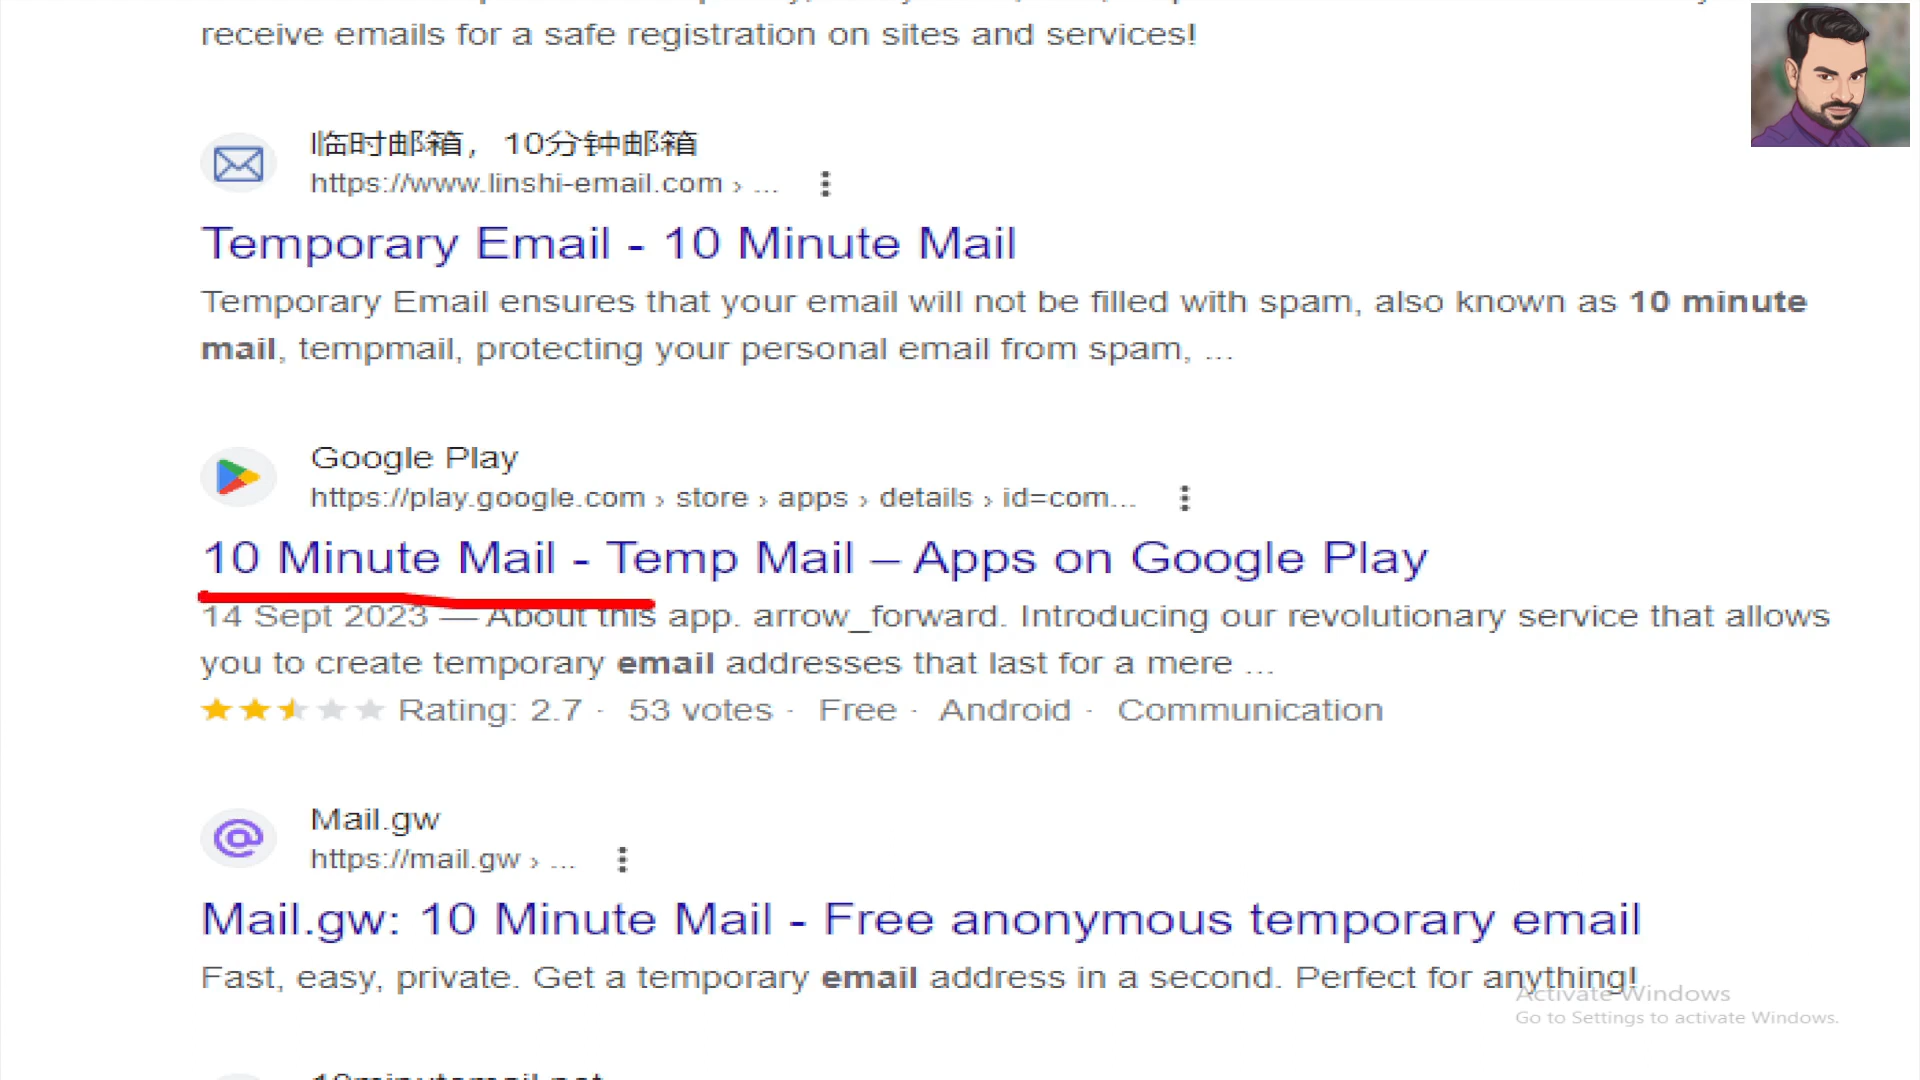 receive emails for a safe registration on sites and services!
临时邮箱，10分钟邮箱
https://www.linshi-email.com › ...
Temporary Email - 10 Minute Mail
Temporary Email ensures that your email will not be filled with spam, also known as 10 minute
mail, tempmail, protecting your personal email from spam, ...
Google Play
https://play.google.com › store › apps › details › id=com...
10 Minute Mail - Temp Mail – Apps on Google Play
14 Sept 2023 — About this app. arrow_forward. Introducing our revolutionary service that allows
you to create temporary email addresses that last for a mere ...
Rating: 2.7 · 53 votes · Free · Android · Communication
Mail.gw
https://mail.gw › ...
Mail.gw: 10 Minute Mail - Free anonymous temporary email
Fast, easy, private. Get a temporary email address in a second. Perfect for anything!
Activate Windows
Go to Settings to activate Windows.